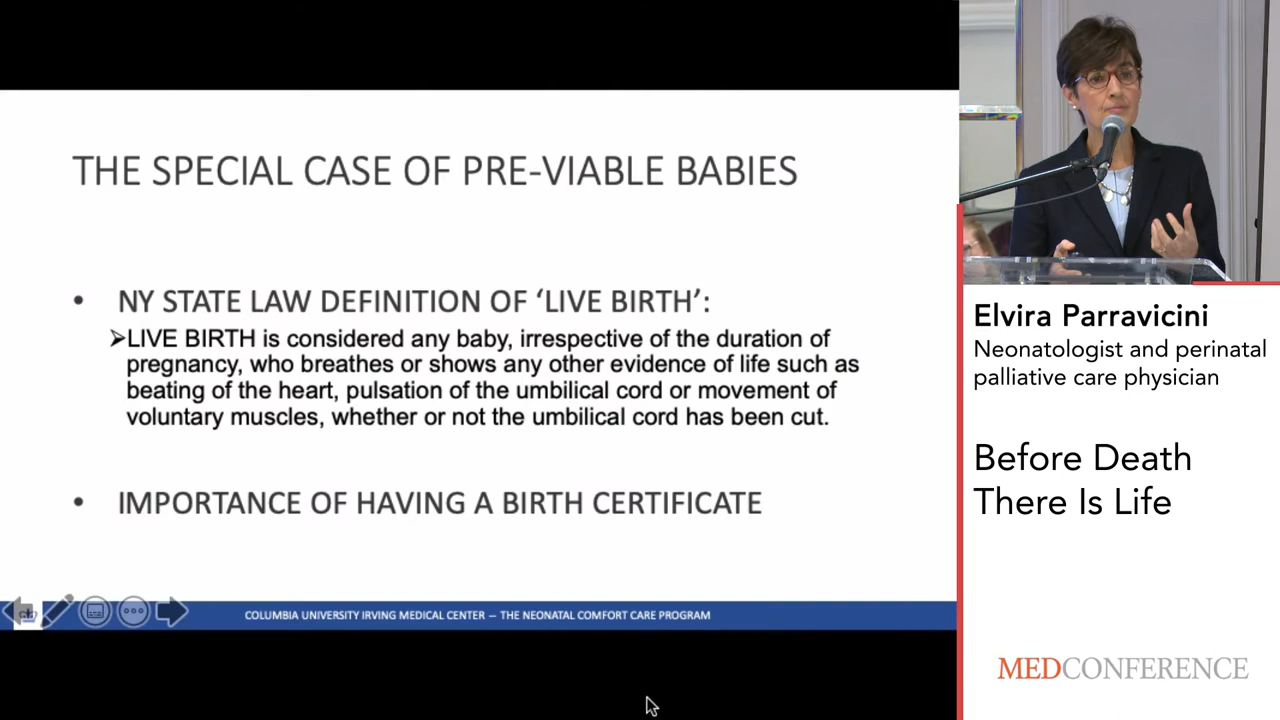 THE SPECIAL CASE OF PRE-VIABLE BABIES
• NY STATE LAW DEFINITION OF ‘LIVE BIRTH’:
➢LIVE BIRTH is considered any baby, irrespective of the duration of
pregnancy, who breathes or shows any other evidence of life such as
beating of the heart, pulsation of the umbilical cord or movement of
voluntary muscles, whether or not the umbilical cord has been cut.
• IMPORTANCE OF HAVING A BIRTH CERTIFICATE
COLUMBIA UNIVERSITY IRVING MEDICAL CENTER – THE NEONATAL COMFORT CARE PROGRAM
Elvira Parravicini
Neonatologist and perinatal
palliative care physician
Before Death
There Is Life
MEDCONFERENCE